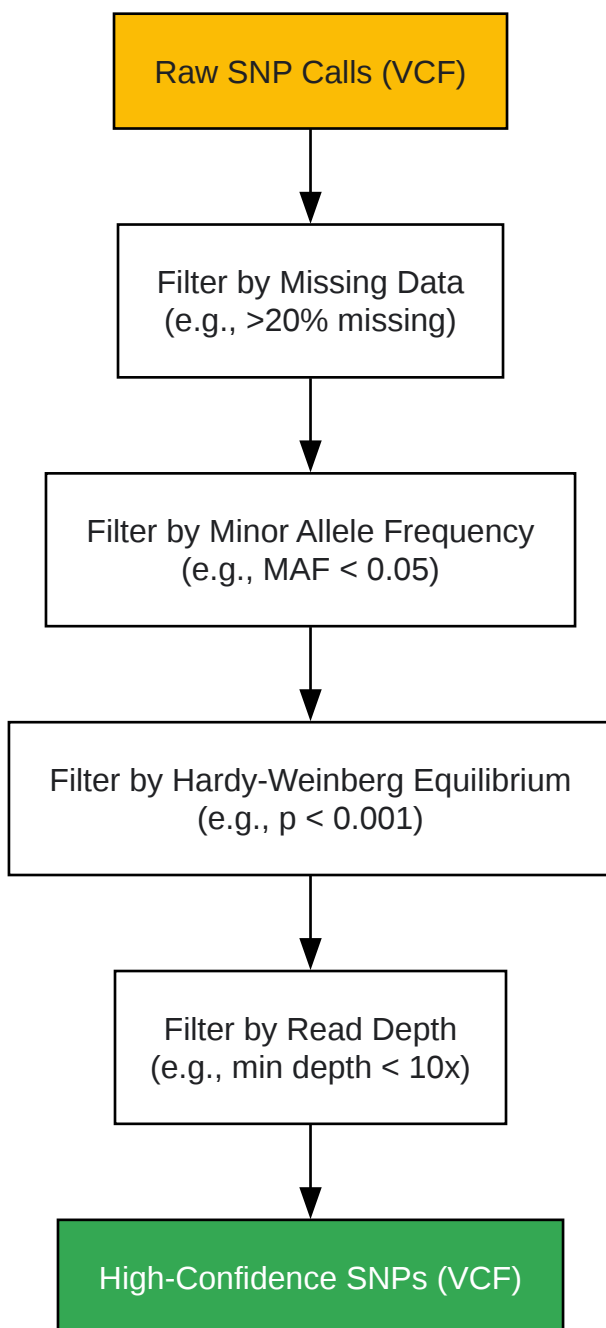 Raw SNP Calls (VCF)
Filter by Missing Data
(e.g., >20% missing)
Filter by Minor Allele Frequency
(e.g., MAF < 0.05)
Filter by Hardy-Weinberg Equilibrium
(e.g., p < 0.001)
Filter by Read Depth
(e.g., min depth < 10x)
High-Confidence SNPs (VCF)